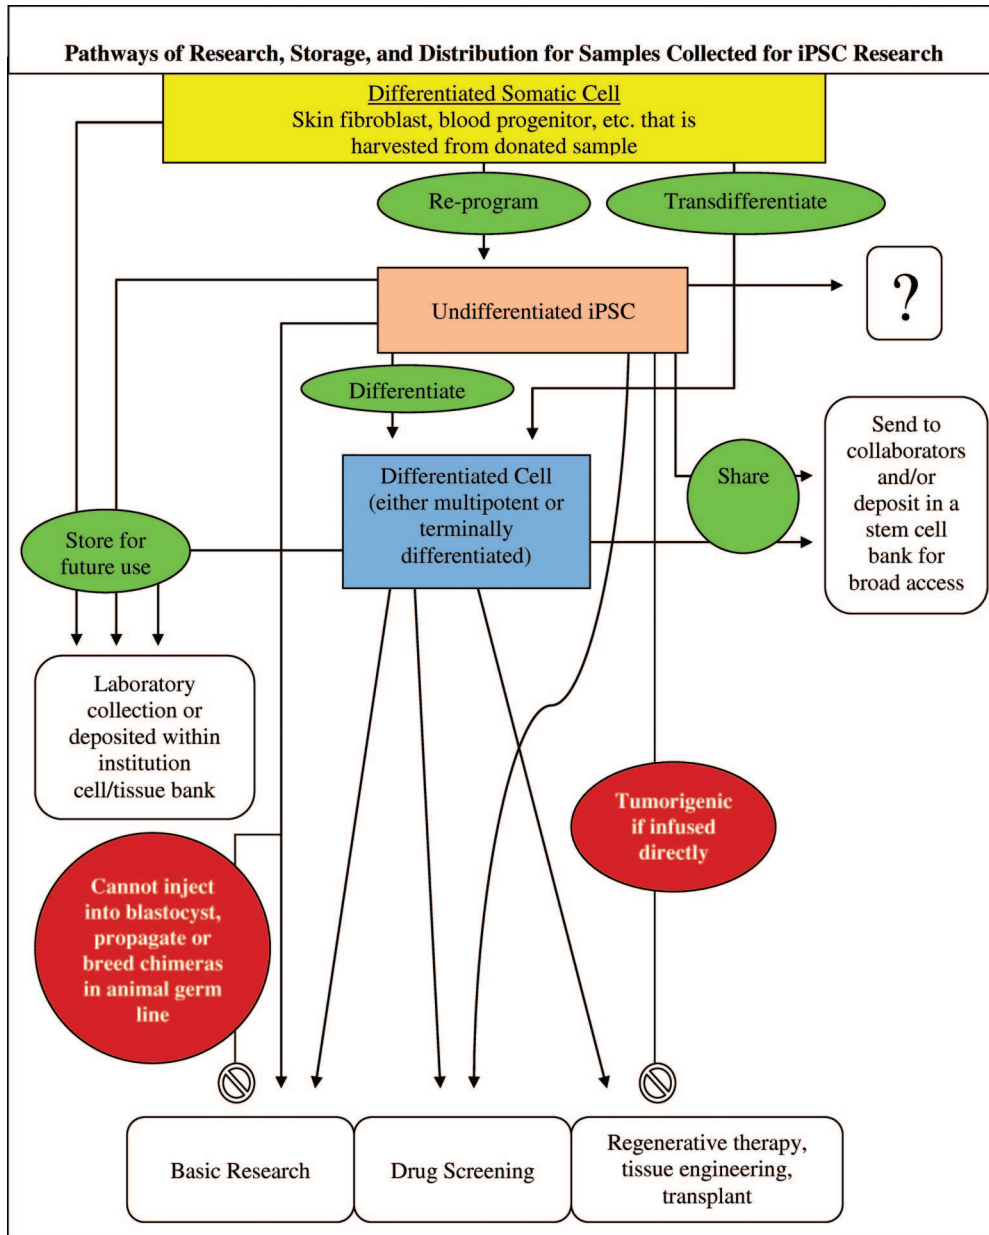 Pathways of Research, Storage, and Distribution for Samples Collected for iPSC Research
Differentiated Somatic Cell
Skin fibroblast, blood progenitor, etc. that is
harvested from donated sample
Re-program
Transdifferentiate
?
Undifferentiated iPSC
Differentiate
Send to
collaborators
and/or
deposit in a
stem cell
bank for
broad access
Share
Differentiated Cell
(either multipotent or
terminally
differentiated)
Store for
future use
Laboratory
collection or
deposited within
institution
cell/tissue bank
Tumorigenic
if infused
directly
Cannot inject
into blastocyst,
propagate or
breed chimeras
in animal germ
line
Basic Research
Drug Screening
Regenerative therapy,
tissue engineering,
transplant